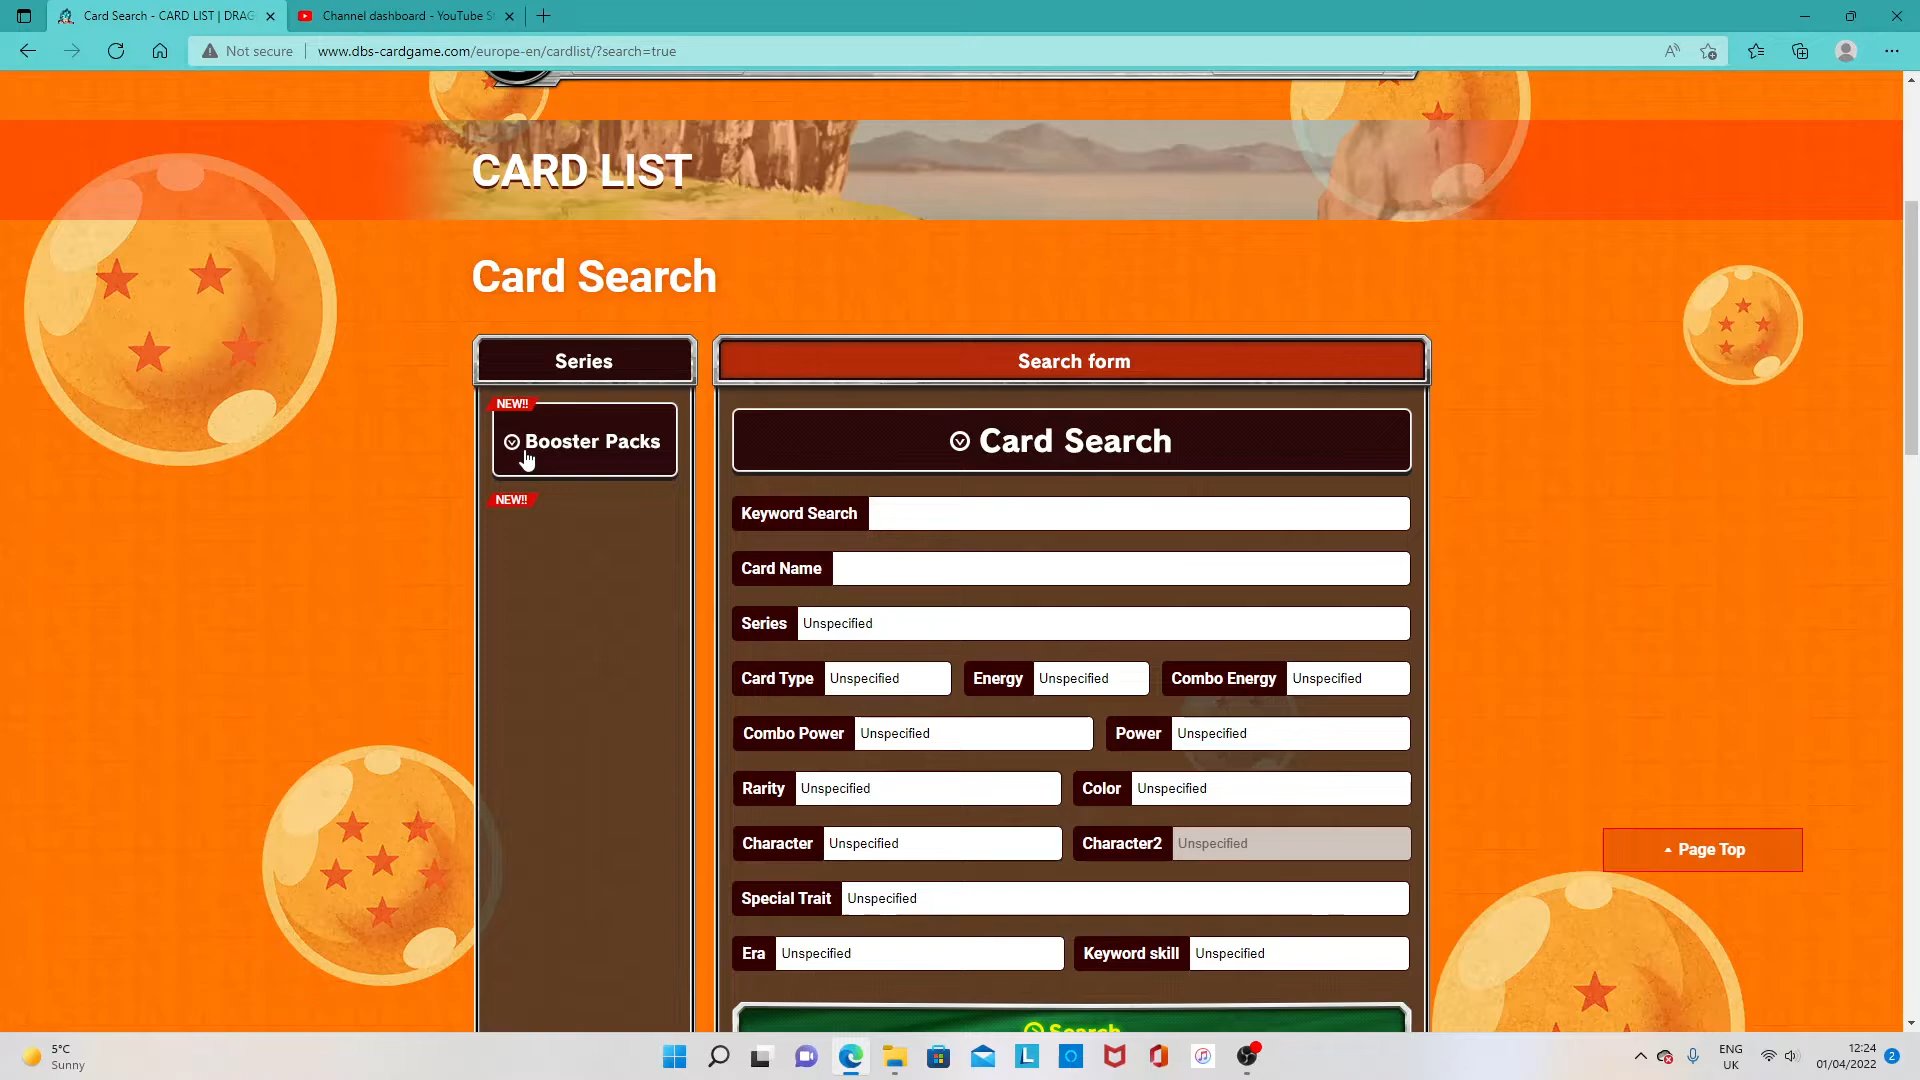 Card Search - CARD LIST | DRAG
Channel dashboard - YouTube S
Not secure
www.dbs-cardgame.com/europe-en/cardlist/?search=true
CARD LIST
Card Search
Series
Search form
NEW!!
Booster Packs
Card Search
NEW!!
Keyword Search
Card Name
Series Unspecified
Card Type Unspecified Energy Unspecified Combo Energy Unspecified
Combo Power Unspecified Power Unspecified
Rarity Unspecified Color Unspecified
Character Unspecified Character2 Unspecified
Page Top
Special Trait Unspecified
Era Unspecified Keyword skill Unspecified
Search
5°C
Sunny
ENG
UK
12:24
01/04/2022
2